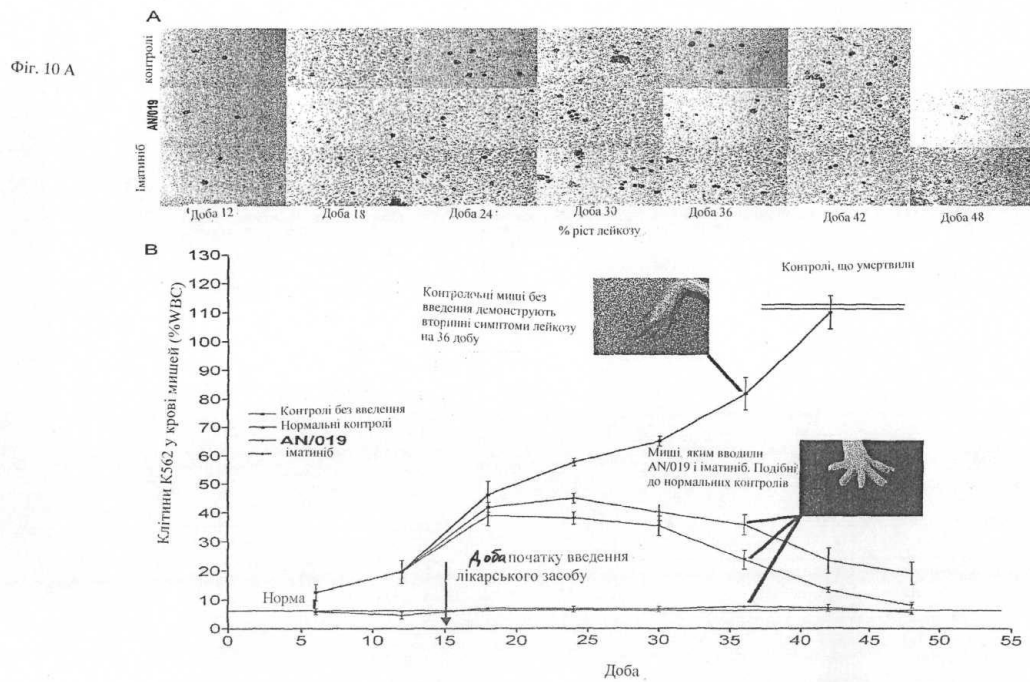 A
Фіг. 10 А
контролі
AN/019
іматиніб
Доба 12
Доба 18
Доба 24
Доба 30
Доба 36
Доба 42
Доба 48
% ріст лейкозу
B
Клітини K562 у крові мишей (%WBC)
130
120
110
100
90
80
70
60
50
40
30
20
10
0
Контрольні миші без
введення демонструють
вторинні симптоми лейкозу
на 36 добу
Контролі, що умертвили
Контролі без введення
Нормальні контролі
AN/019
іматиніб
Миші, яким вводили
AN/019 і іматиніб. Подібні
до нормальних контролів
Доба початку введення
лікарського засобу
Норма
0
5
10
15
20
25
30
35
40
45
50
55
Доба